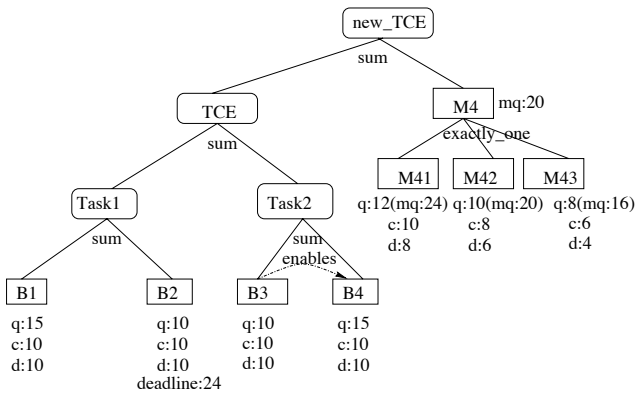 new_TCE
sum
TCE
M4
mq:20
sum
exactly_one
M41
M42
M43
Task1
Task2
q:12(mq:24)
q:10(mq:20)
q:8(mq:16)
c:10
c:8
c:6
d:8
d:6
d:4
sum
sum
enables
B1
B2
B3
B4
q:15
q:10
q:10
q:15
c:10
c:10
c:10
c:10
d:10
d:10
d:10
d:10
deadline:24